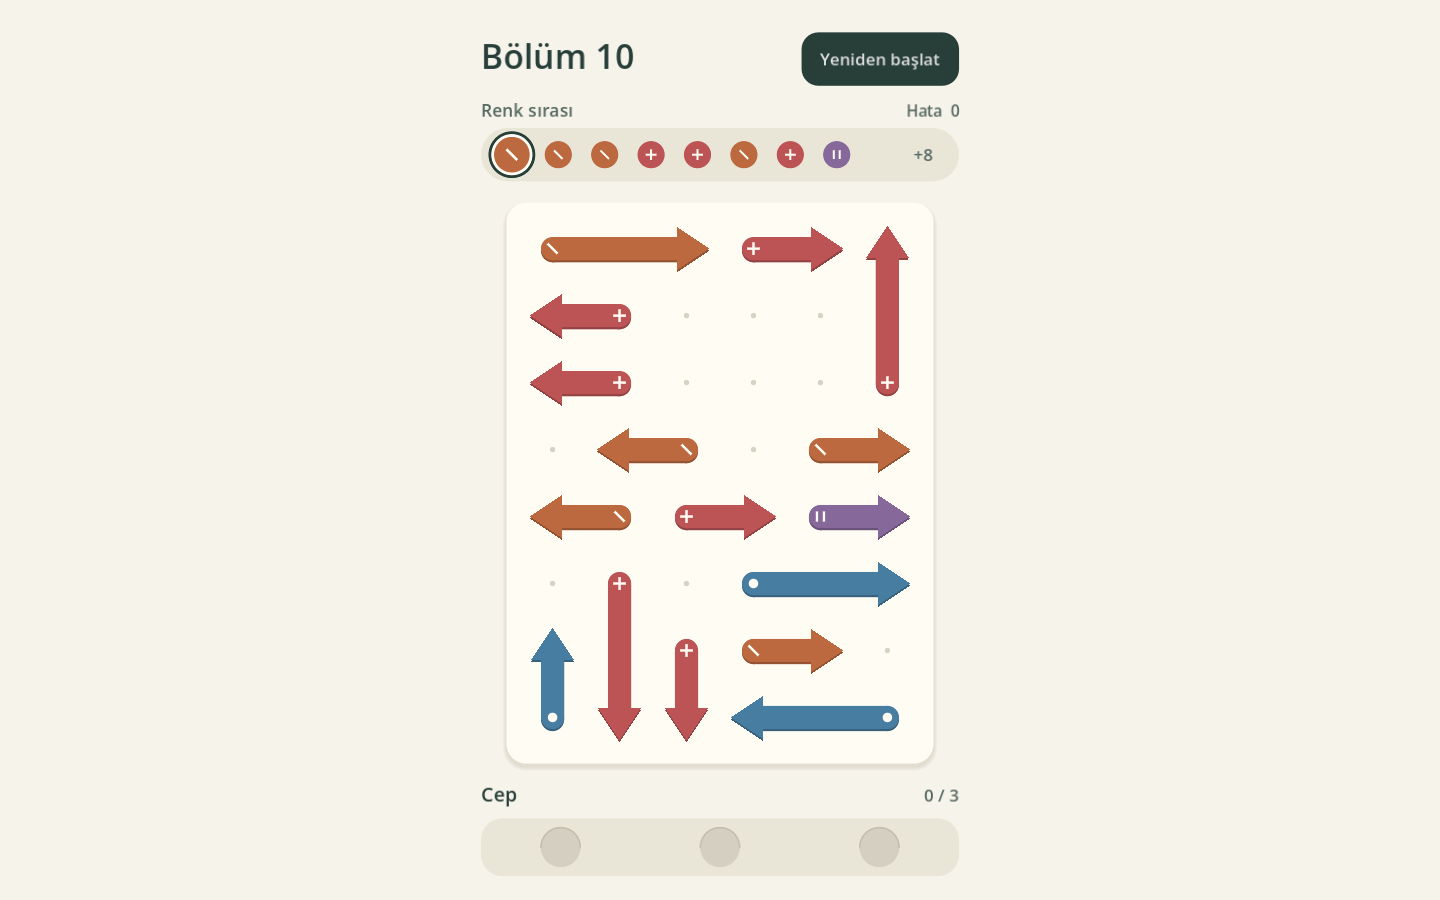 Bölüm 10
Yeniden başlat
Renk sırası
Hata 0
+8
Cep
0 / 3